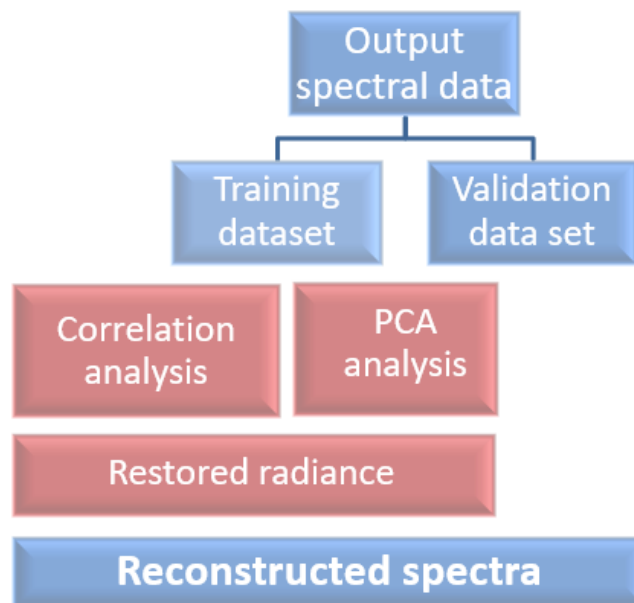 Output
spectral data
Training
dataset
Validation
data set
Correlation
analysis
PCA
analysis
Restored radiance
Reconstructed spectra